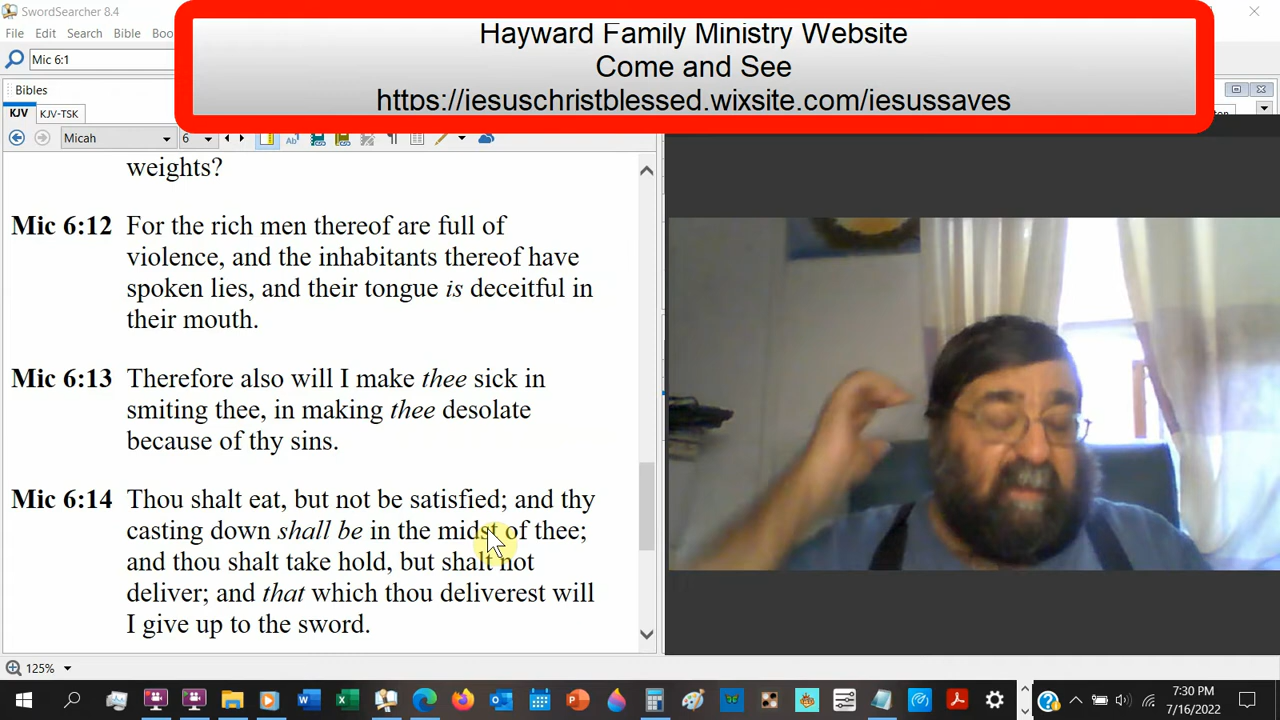 SwordSearcher 8.4
File Edit Search Bible Boo
Mic 6:1
Hayward Family Ministry Website
Come and See
https://jesuschristblessed.wixsite.com/jesussaves
Bibles
KJV KJV-TSK
Micah 6
weights?
Mic 6:12 For the rich men thereof are full of
violence, and the inhabitants thereof have
spoken lies, and their tongue is deceitful in
their mouth.
Mic 6:13 Therefore also will I make thee sick in
smiting thee, in making thee desolate
because of thy sins.
Mic 6:14 Thou shalt eat, but not be satisfied; and thy
casting down shall be in the midst of thee;
and thou shalt take hold, but shalt not
deliver; and that which thou deliverest will
I give up to the sword.
125%
7:30 PM
7/16/2022